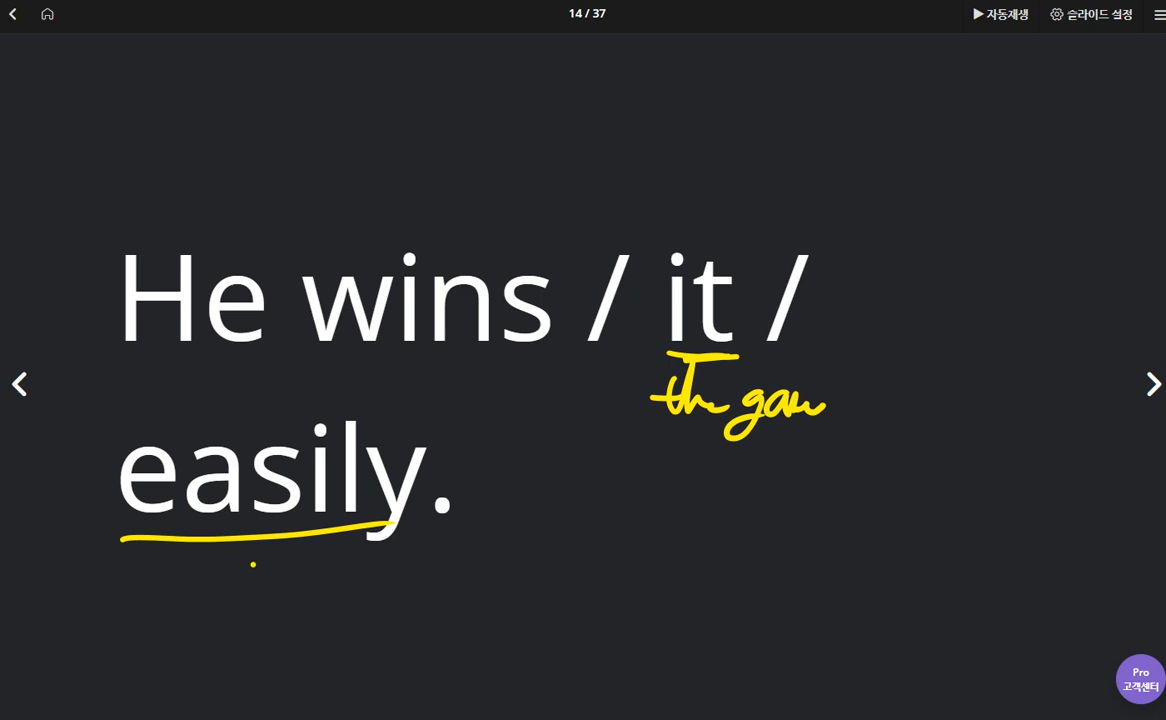 14 / 37
▶ 자동재생
슬라이드 설정
He wins / it /
the game
easily.
Pro
고객센터